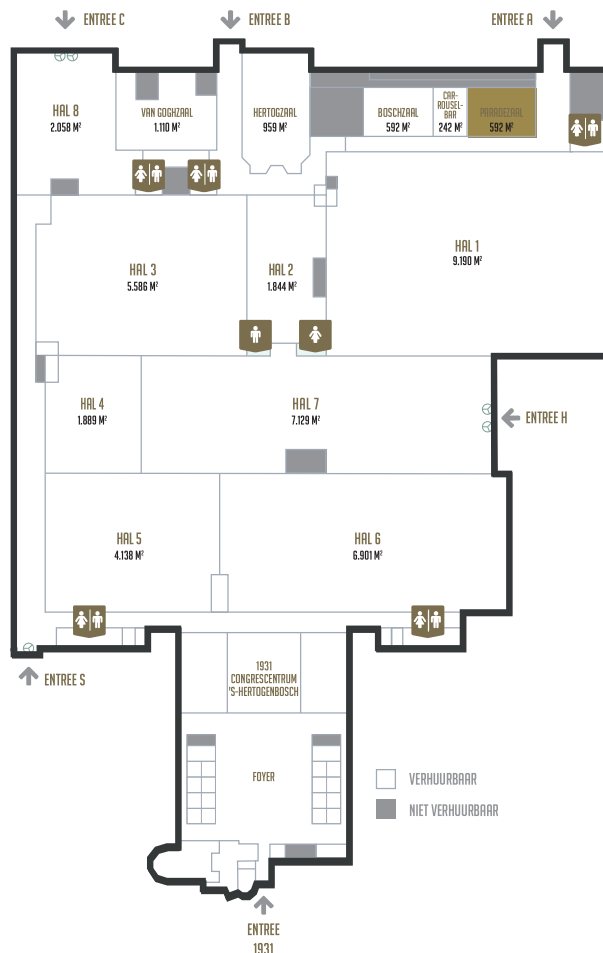 ENTREE C
ENTREE B
ENTREE A
HAL 8
2.058 M²
VAN GOGHZAAL
1.110 M²
HERTOGZAAL
959 M²
BOSCHZAAL
592 M²
CAR-
ROUSEL-
BAR
242 M²
PARADEZAAL
592 M²
HAL 3
5.586 M²
HAL 2
1.844 M²
HAL 1
9.190 M²
HAL 4
1.889 M²
HAL 7
7.129 M²
ENTREE H
HAL 5
4.138 M²
HAL 6
6.901 M²
ENTREE S
1931
CONGRESCENTRUM
'S-HERTOGENBOSCH
FOYER
VERHUURBAAR
NIET VERHUURBAAR
ENTREE
1931